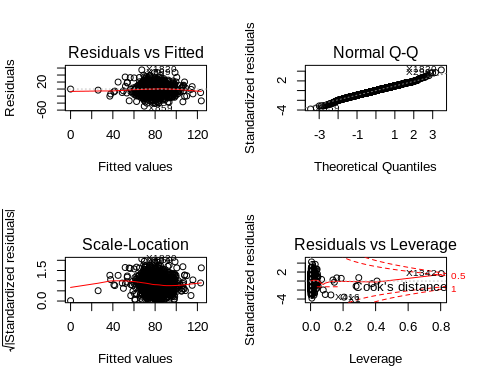 Residuals vs Fitted
Residuals
20
-60
0
40
80
120
Fitted values
Normal Q-Q
Standardized residuals
2
-4
-3
-1
1
2
3
Theoretical Quantiles
Scale-Location
√|Standardized residuals|
1.5
0.0
0
40
80
120
Fitted values
Residuals vs Leverage
Standardized residuals
2
-4
X1342
0.5
1
Cook's distance
0.0
0.2
0.4
0.6
0.8
Leverage